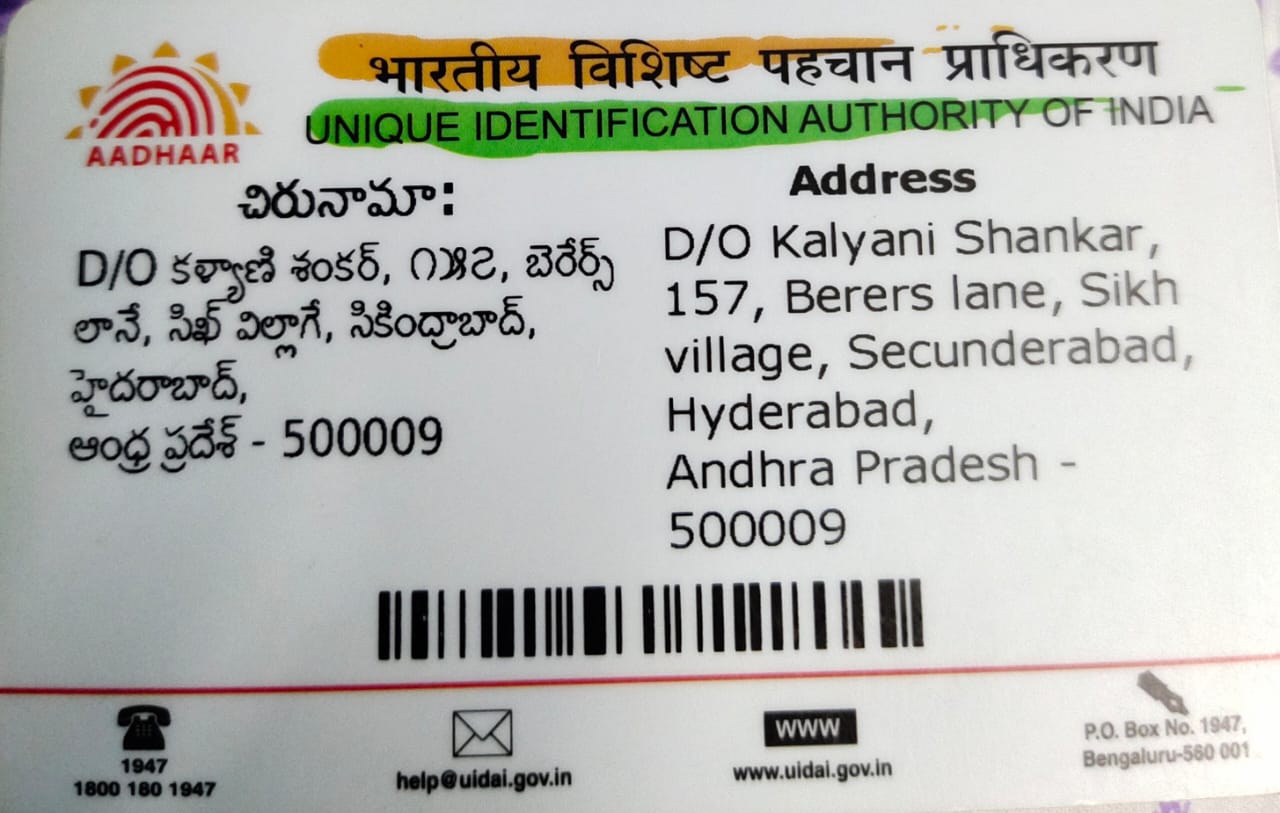 भारतीय विशिष्ट पहचान प्राधिकरण
UNIQUE IDENTIFICATION AUTHORITY OF INDIA
AADHAAR
చిరునామా:
D/O కళ్యాణి శంకర్, ౧౫౭, బెరేర్స్
లానే, సిఖ్ విల్లాగే, సికింద్రాబాద్,
హైదరాబాద్,
ఆంధ్ర ప్రదేశ్ - 500009
Address
D/O Kalyani Shankar,
157, Berers lane, Sikh
village, Secunderabad,
Hyderabad,
Andhra Pradesh -
500009
1947
1800 180 1947
help@uidai.gov.in
WWW
www.uidai.gov.in
P.O. Box No. 1947,
Bengaluru-560 001